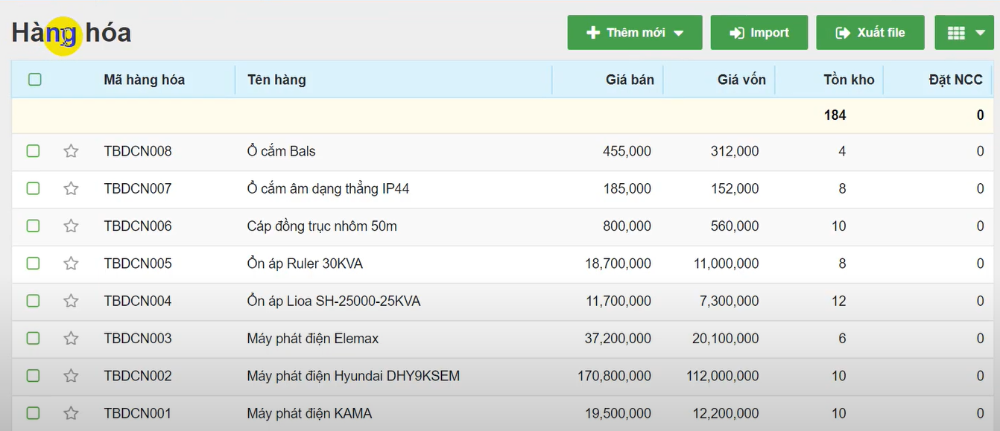 Hàng hóa Thêm mới Import Xuất file
Mã hàng hóa Tên hàng Giá bán Giá vốn Tồn kho Đặt NCC
184 0
TBDCN008 Ổ cắm Bals 455,000 312,000 4 0
TBDCN007 Ổ cắm âm dạng thẳng IP44 185,000 152,000 8 0
TBDCN006 Cáp đồng trục nhôm 50m 800,000 560,000 10 0
TBDCN005 Ổn áp Ruler 30KVA 18,700,000 11,000,000 8 0
TBDCN004 Ổn áp Lioa SH-25000-25KVA 11,700,000 7,300,000 12 0
TBDCN003 Máy phát điện Elemax 37,200,000 20,100,000 6 0
TBDCN002 Máy phát điện Hyundai DHY9KSEM 170,800,000 112,000,000 10 0
TBDCN001 Máy phát điện KAMA 19,500,000 12,200,000 10 0